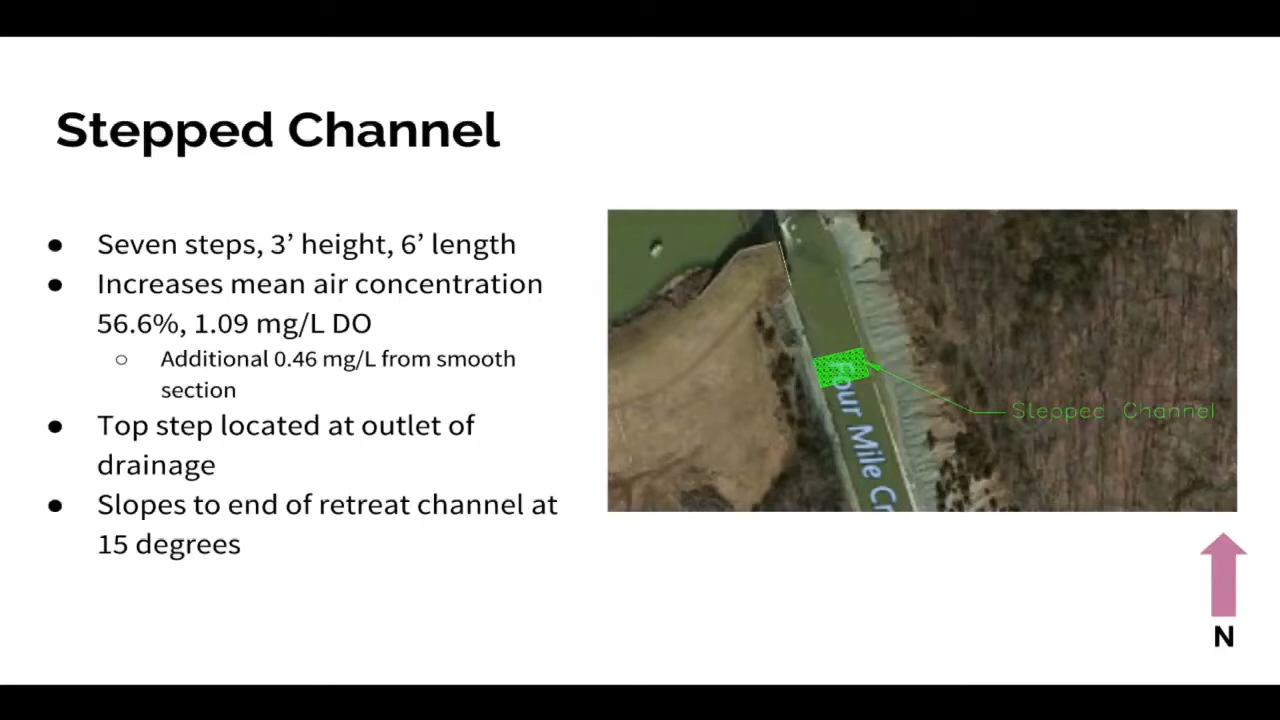 Stepped Channel
● Seven steps, 3’ height, 6’ length
● Increases mean air concentration
56.6%, 1.09 mg/L DO
○ Additional 0.46 mg/L from smooth
section
● Top step located at outlet of
drainage
● Slopes to end of retreat channel at
15 degrees
Four Mile Cr
Stepped Channel
N